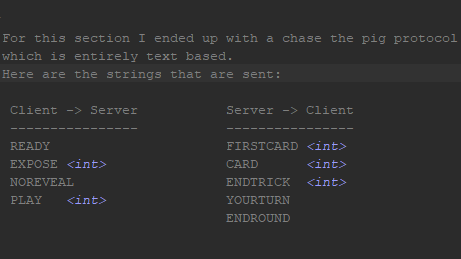 For this section I ended up with a chase the pig protocol
which is entirely text based.
Here are the strings that are sent:
Client -> Server          Server -> Client
----------------          ----------------
READY                     FIRSTCARD <int>
EXPOSE <int>              CARD      <int>
NOREVEAL                  ENDTRICK  <int>
PLAY   <int>              YOURTURN
                          ENDROUND